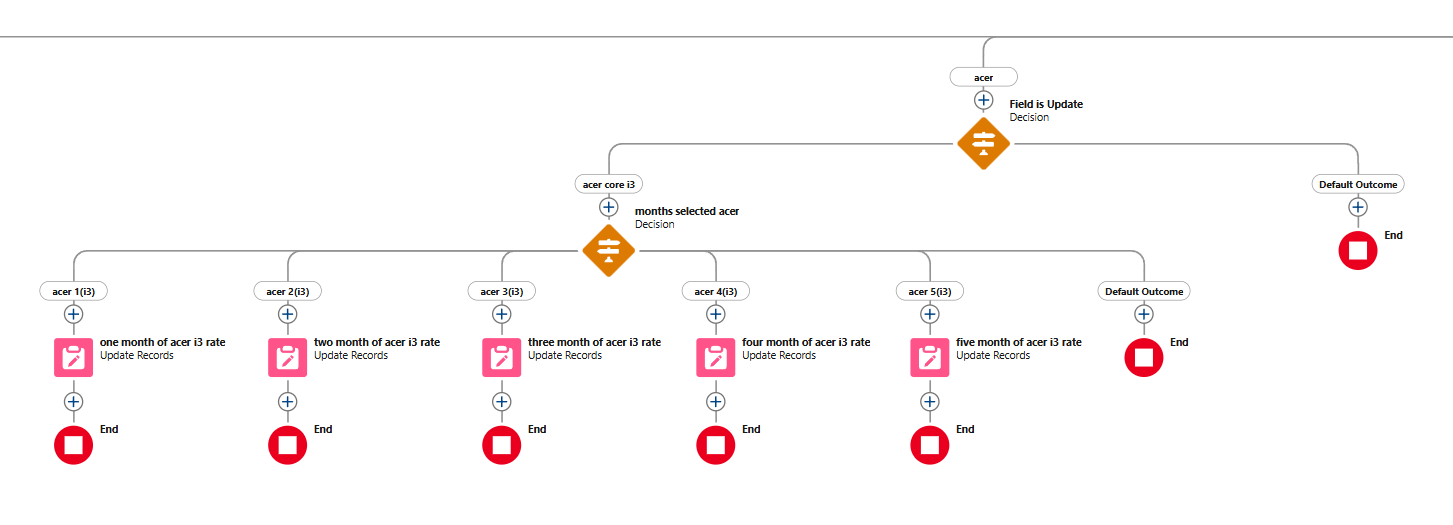 acer
Field is Update
Decision
acer core i3
Default Outcome
months selected acer
Decision
End
acer 1(i3)
acer 2(i3)
acer 3(i3)
acer 4(i3)
acer 5(i3)
Default Outcome
one month of acer i3 rate
Update Records
two month of acer i3 rate
Update Records
three month of acer i3 rate
Update Records
four month of acer i3 rate
Update Records
five month of acer i3 rate
Update Records
End
End
End
End
End
End